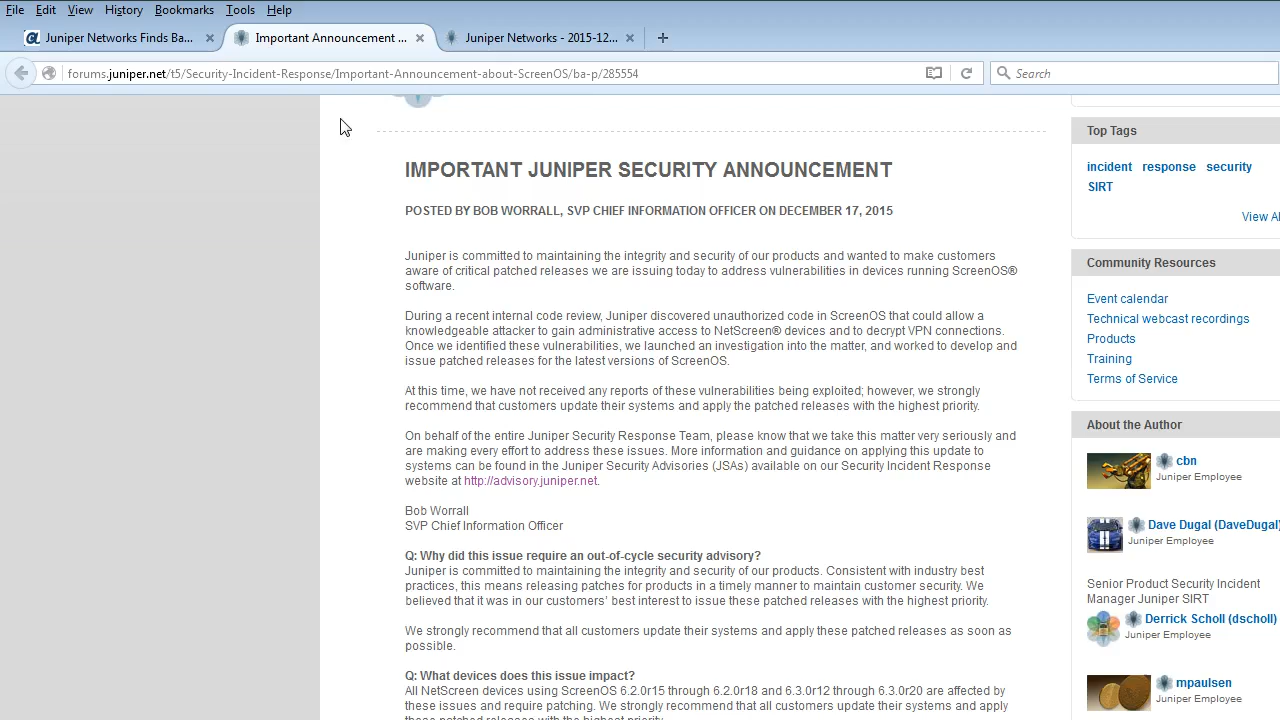 File Edit View History Bookmarks Tools Help
Juniper Networks Finds Ba...
Important Announcement ...
Juniper Networks - 2015-12...
forums.juniper.net/t5/Security-Incident-Response/Important-Announcement-about-ScreenOS/ba-p/285554
Search
IMPORTANT JUNIPER SECURITY ANNOUNCEMENT
POSTED BY BOB WORRALL, SVP CHIEF INFORMATION OFFICER ON DECEMBER 17, 2015
Juniper is committed to maintaining the integrity and security of our products and wanted to make customers
aware of critical patched releases we are issuing today to address vulnerabilities in devices running ScreenOS®
software.
During a recent internal code review, Juniper discovered unauthorized code in ScreenOS that could allow a
knowledgeable attacker to gain administrative access to NetScreen® devices and to decrypt VPN connections.
Once we identified these vulnerabilities, we launched an investigation into the matter, and worked to develop and
issue patched releases for the latest versions of ScreenOS.
At this time, we have not received any reports of these vulnerabilities being exploited; however, we strongly
recommend that customers update their systems and apply the patched releases with the highest priority.
On behalf of the entire Juniper Security Response Team, please know that we take this matter very seriously and
are making every effort to address these issues. More information and guidance on applying this update to
systems can be found in the Juniper Security Advisories (JSAs) available on our Security Incident Response
website at http://advisory.juniper.net.
Bob Worrall
SVP Chief Information Officer
Q: Why did this issue require an out-of-cycle security advisory?
Juniper is committed to maintaining the integrity and security of our products. Consistent with industry best
practices, this means releasing patches for products in a timely manner to maintain customer security. We
believed that it was in our customers' best interest to issue these patched releases with the highest priority.
We strongly recommend that all customers update their systems and apply these patched releases as soon as
possible.
Q: What devices does this issue impact?
All NetScreen devices using ScreenOS 6.2.0r15 through 6.2.0r18 and 6.3.0r12 through 6.3.0r20 are affected by
these issues and require patching. We strongly recommend that all customers update their systems and apply
these patched releases with the highest priority.
Top Tags
incident response security
SIRT
View Al
Community Resources
Event calendar
Technical webcast recordings
Products
Training
Terms of Service
About the Author
cbn
Juniper Employee
Dave Dugal (DaveDugal)
Juniper Employee
Senior Product Security Incident
Manager Juniper SIRT
Derrick Scholl (dscholl)
Juniper Employee
mpaulsen
Juniper Employee